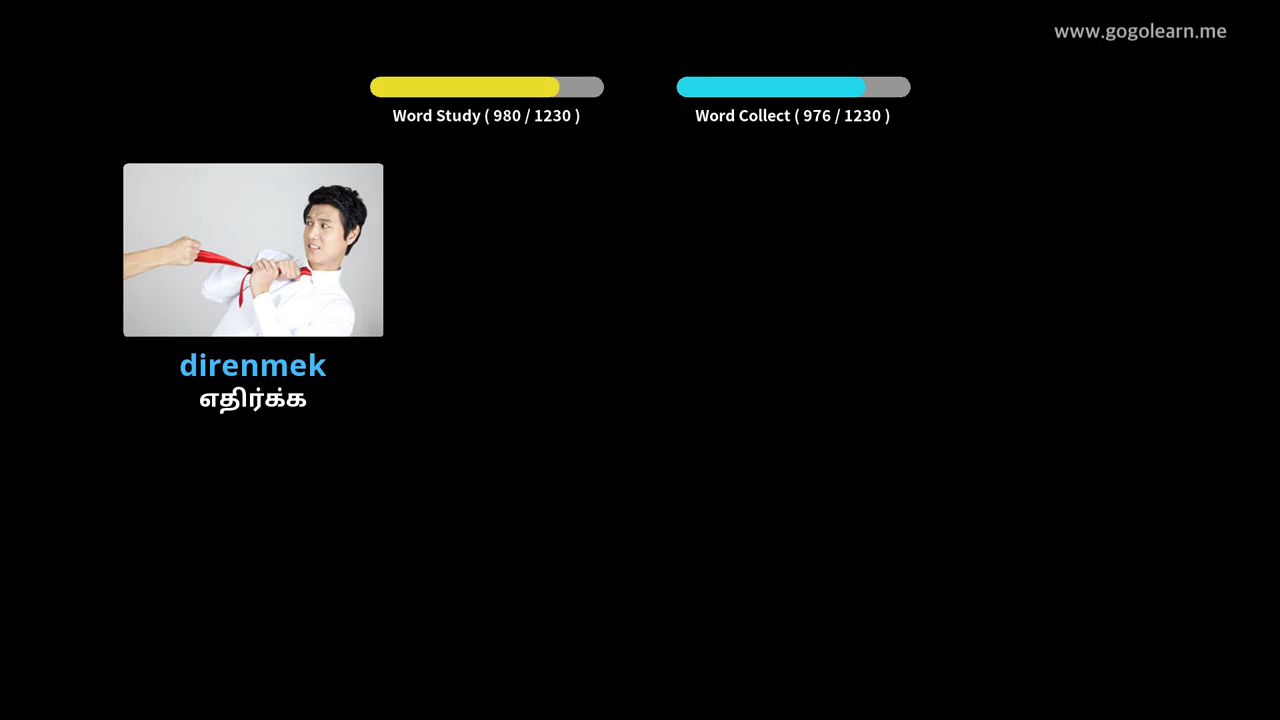 www.gogolearn.me
Word Study ( 980 / 1230 )
Word Collect ( 976 / 1230 )
direnmek
எதிர்க்க